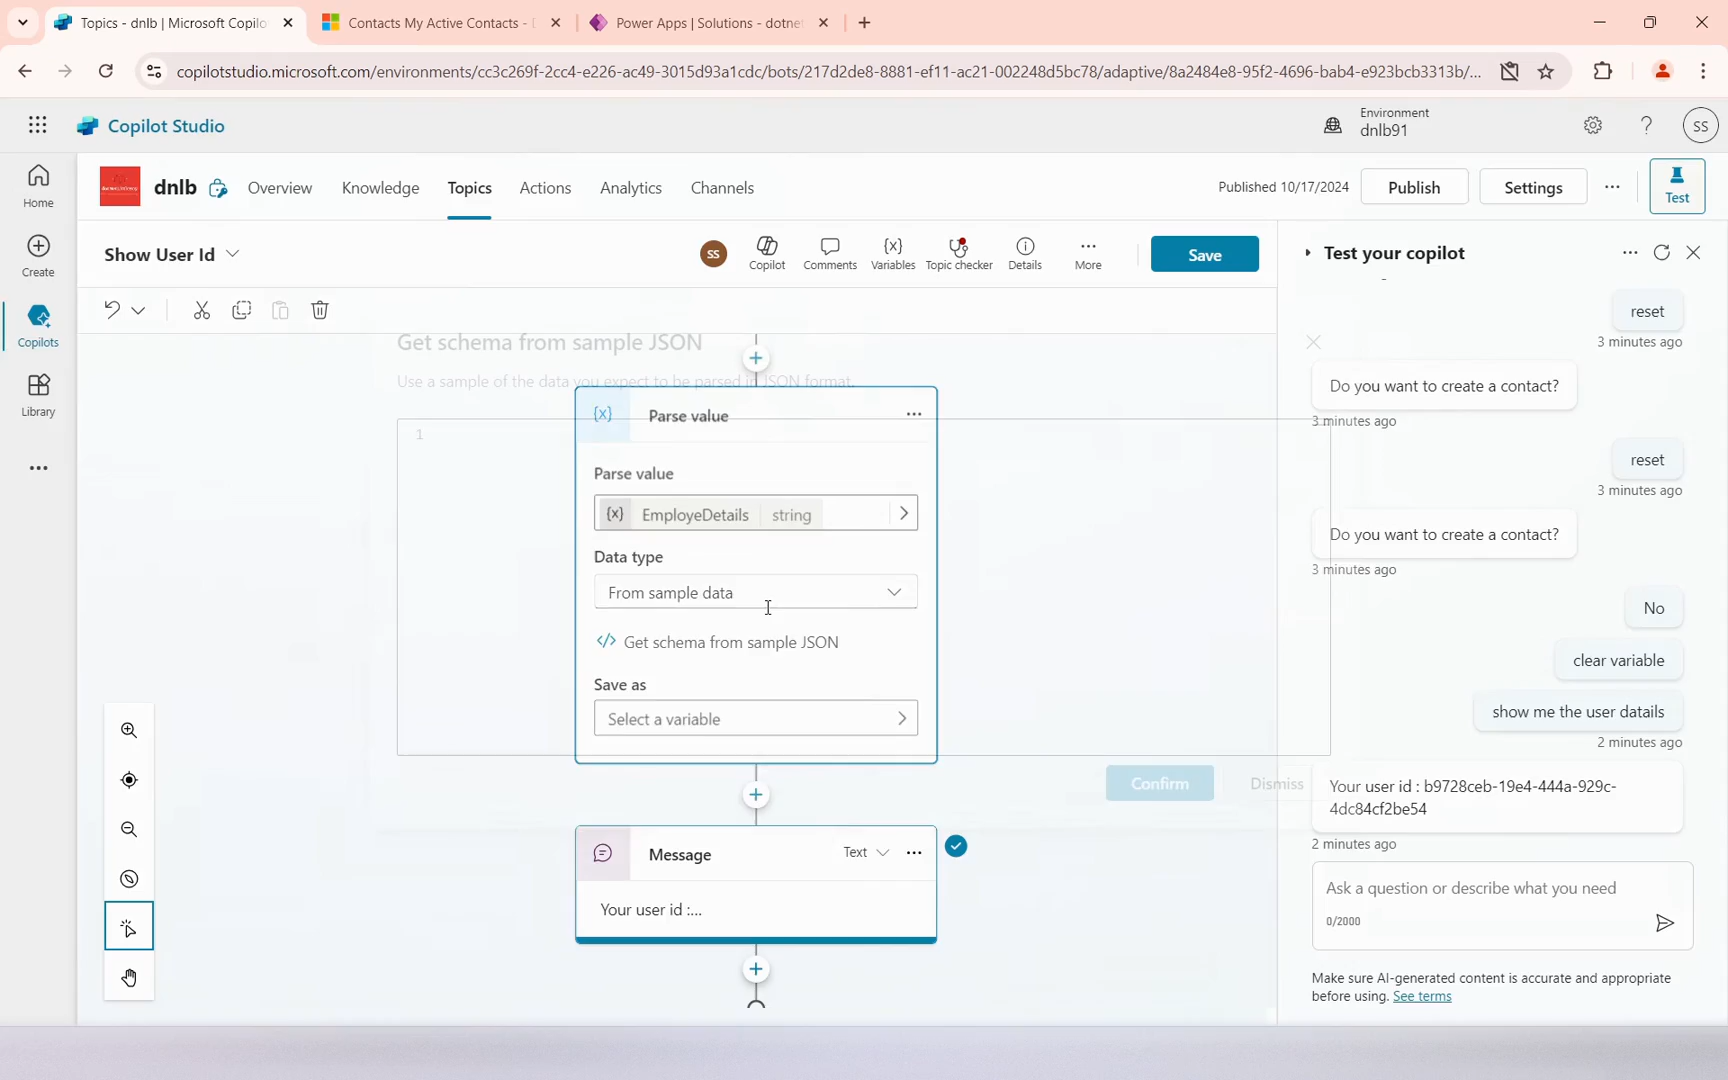 Topics - dnlb | Microsoft Copilo
Contacts My Active Contacts - D
Power Apps | Solutions - dotne
copilotstudio.microsoft.com/environments/cc3c269f-2cc4-e226-ac49-3015d93a1cdc/bots/217d2de8-8881-ef11-ac21-002248d5bc78/adaptive/8a2484e8-95f2-4696-bab4-e923bcb3313b/...
Copilot Studio
Environment
dnlb91
SS
Home
Create
Copilots
Library
dnlb
Overview
Knowledge
Topics
Actions
Analytics
Channels
Published 10/17/2024
Publish
Settings
Test
Show User Id
SS
Copilot
Comments
Variables
Topic checker
Details
More
Save
Get schema from sample JSON
Use a sample of the data you expect to be parsed in JSON format.
1
Parse value
Parse value
{x} EmployeDetails string
Data type
From sample data
</> Get schema from sample JSON
Save as
Select a variable
Confirm
Dismiss
Message
Text
Your user id :...
Test your copilot
reset
3 minutes ago
Do you want to create a contact?
3 minutes ago
reset
3 minutes ago
Do you want to create a contact?
3 minutes ago
No
clear variable
show me the user datails
2 minutes ago
Your user id : b9728ceb-19e4-444a-929c-
4dc84cf2be54
2 minutes ago
Ask a question or describe what you need
0/2000
Make sure AI-generated content is accurate and appropriate
before using. See terms